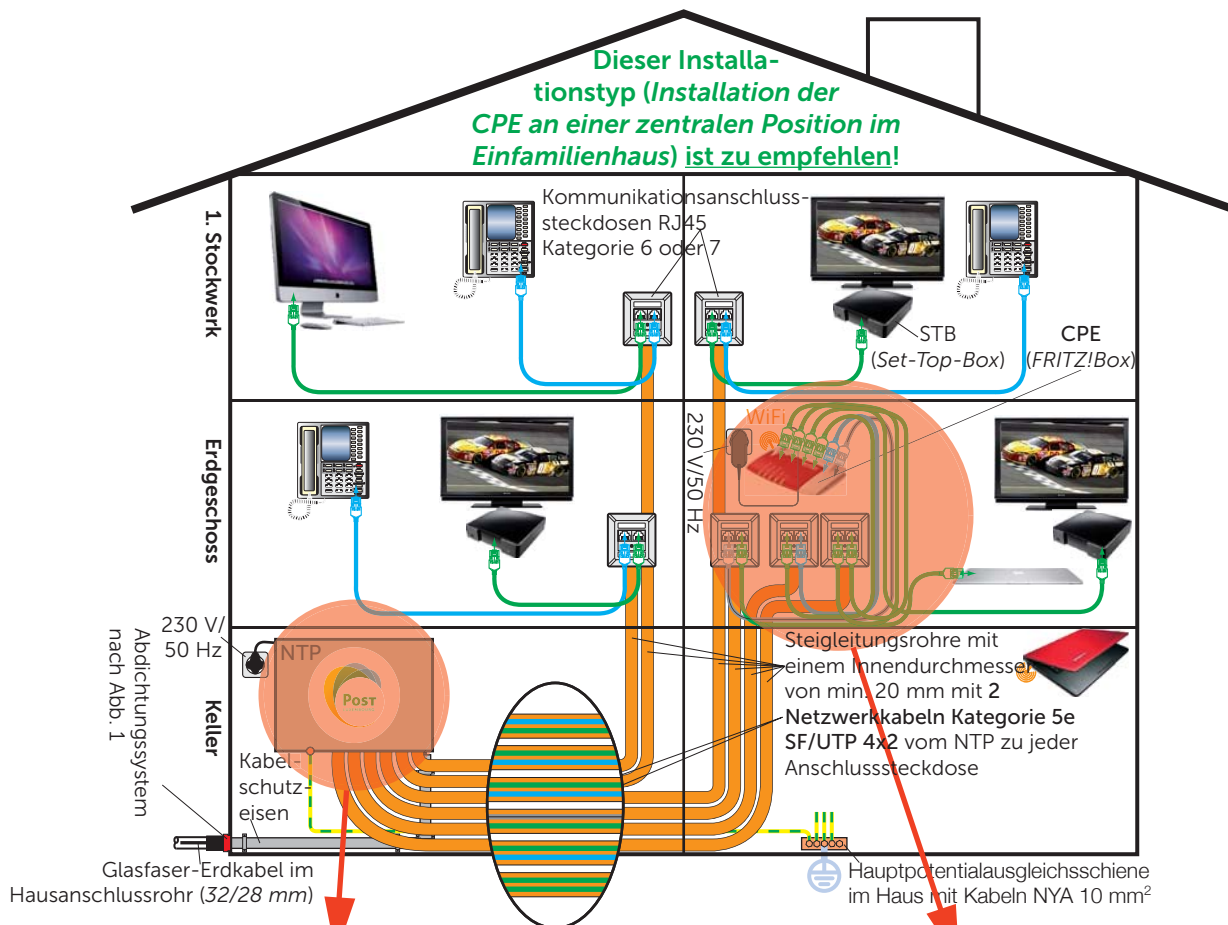 Dieser Installa-
tionstyp (Installation der
CPE an einer zentralen Position im
Einfamilienhaus) ist zu empfehlen!
1. Stockwerk
Kommunikationsanschluss-
steckdosen RJ45
Kategorie 6 oder 7
STB
(Set-Top-Box)
CPE
(FRITZ!Box)
Erdgeschoss
230 V/50 Hz
WiFi
Keller
230 V/
50 Hz
NTP
POST
Abdichtungssystem
nach Abb. 1
Kabel-
schutz-
eisen
Steigleitungsrohre mit
einem Innendurchmesser
von min. 20 mm mit 2
Netzwerkkabeln Kategorie 5e
SF/UTP 4x2 vom NTP zu jeder
Anschlusssteckdose
Glasfaser-Erdkabel im
Hausanschlussrohr (32/28 mm)
Hauptpotentialausgleichsschiene
im Haus mit Kabeln NYA 10 mm²